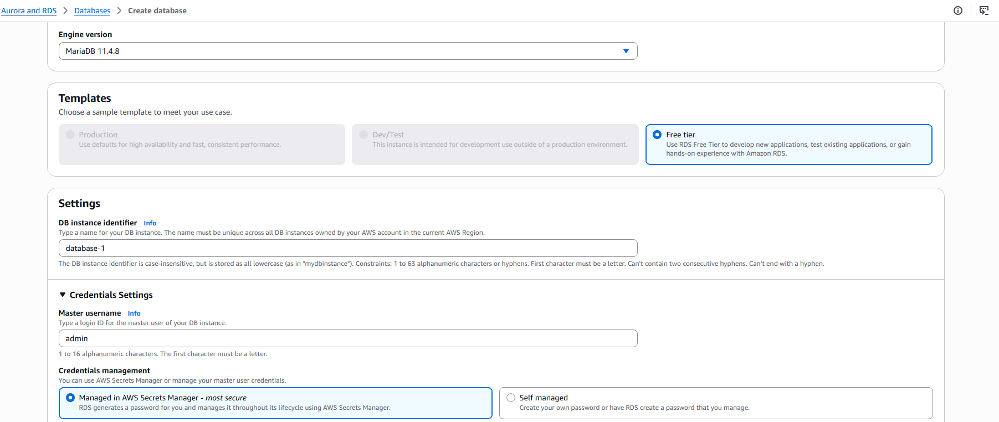 Aurora and RDS > Databases > Create database
Engine version
MariaDB 11.4.8
Templates
Choose a sample template to meet your use case.
Production
Use defaults for high availability and fast, consistent performance.
Dev/Test
This instance is intended for development use outside of a production environment.
Free tier
Use RDS Free Tier to develop new applications, test existing applications, or gain
hands-on experience with Amazon RDS.
Settings
DB instance identifier Info
Type a name for your DB instance. The name must be unique across all DB instances owned by your AWS account in the current AWS Region.
database-1
The DB instance identifier is case-insensitive, but is stored as all lowercase (as in "mydbinstance"). Constraints: 1 to 63 alphanumeric characters or hyphens. First character must be a letter. Can't contain two consecutive hyphens. Can't end with a hyphen.
Credentials Settings
Master username Info
Type a login ID for the master user of your DB instance.
admin
1 to 16 alphanumeric characters. The first character must be a letter.
Credentials management
You can use AWS Secrets Manager or manage your master user credentials.
Managed in AWS Secrets Manager - most secure
RDS generates a password for you and manages it throughout its lifecycle using AWS Secrets Manager.
Self managed
Create your own password or have RDS create a password that you manage.